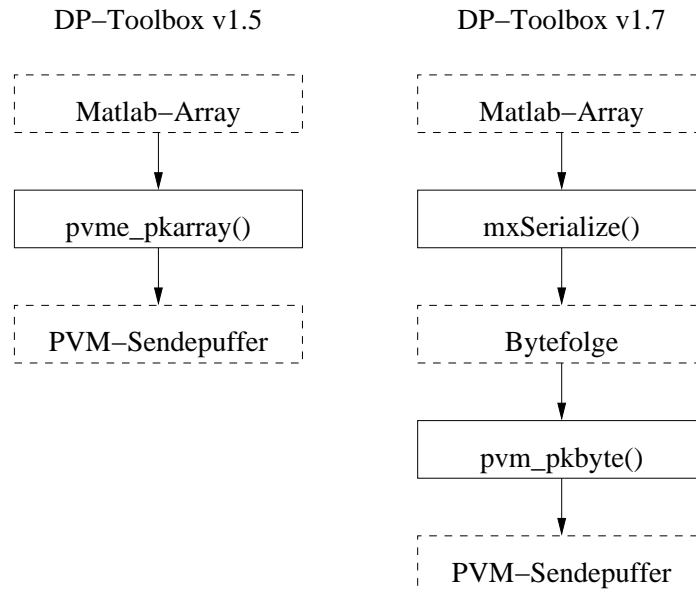 DP–Toolbox v1.5
Matlab–Array
pvme_pkarray()
PVM–Sendepuffer
DP–Toolbox v1.7
Matlab–Array
mxSerialize()
Bytefolge
pvm_pkbyte()
PVM–Sendepuffer